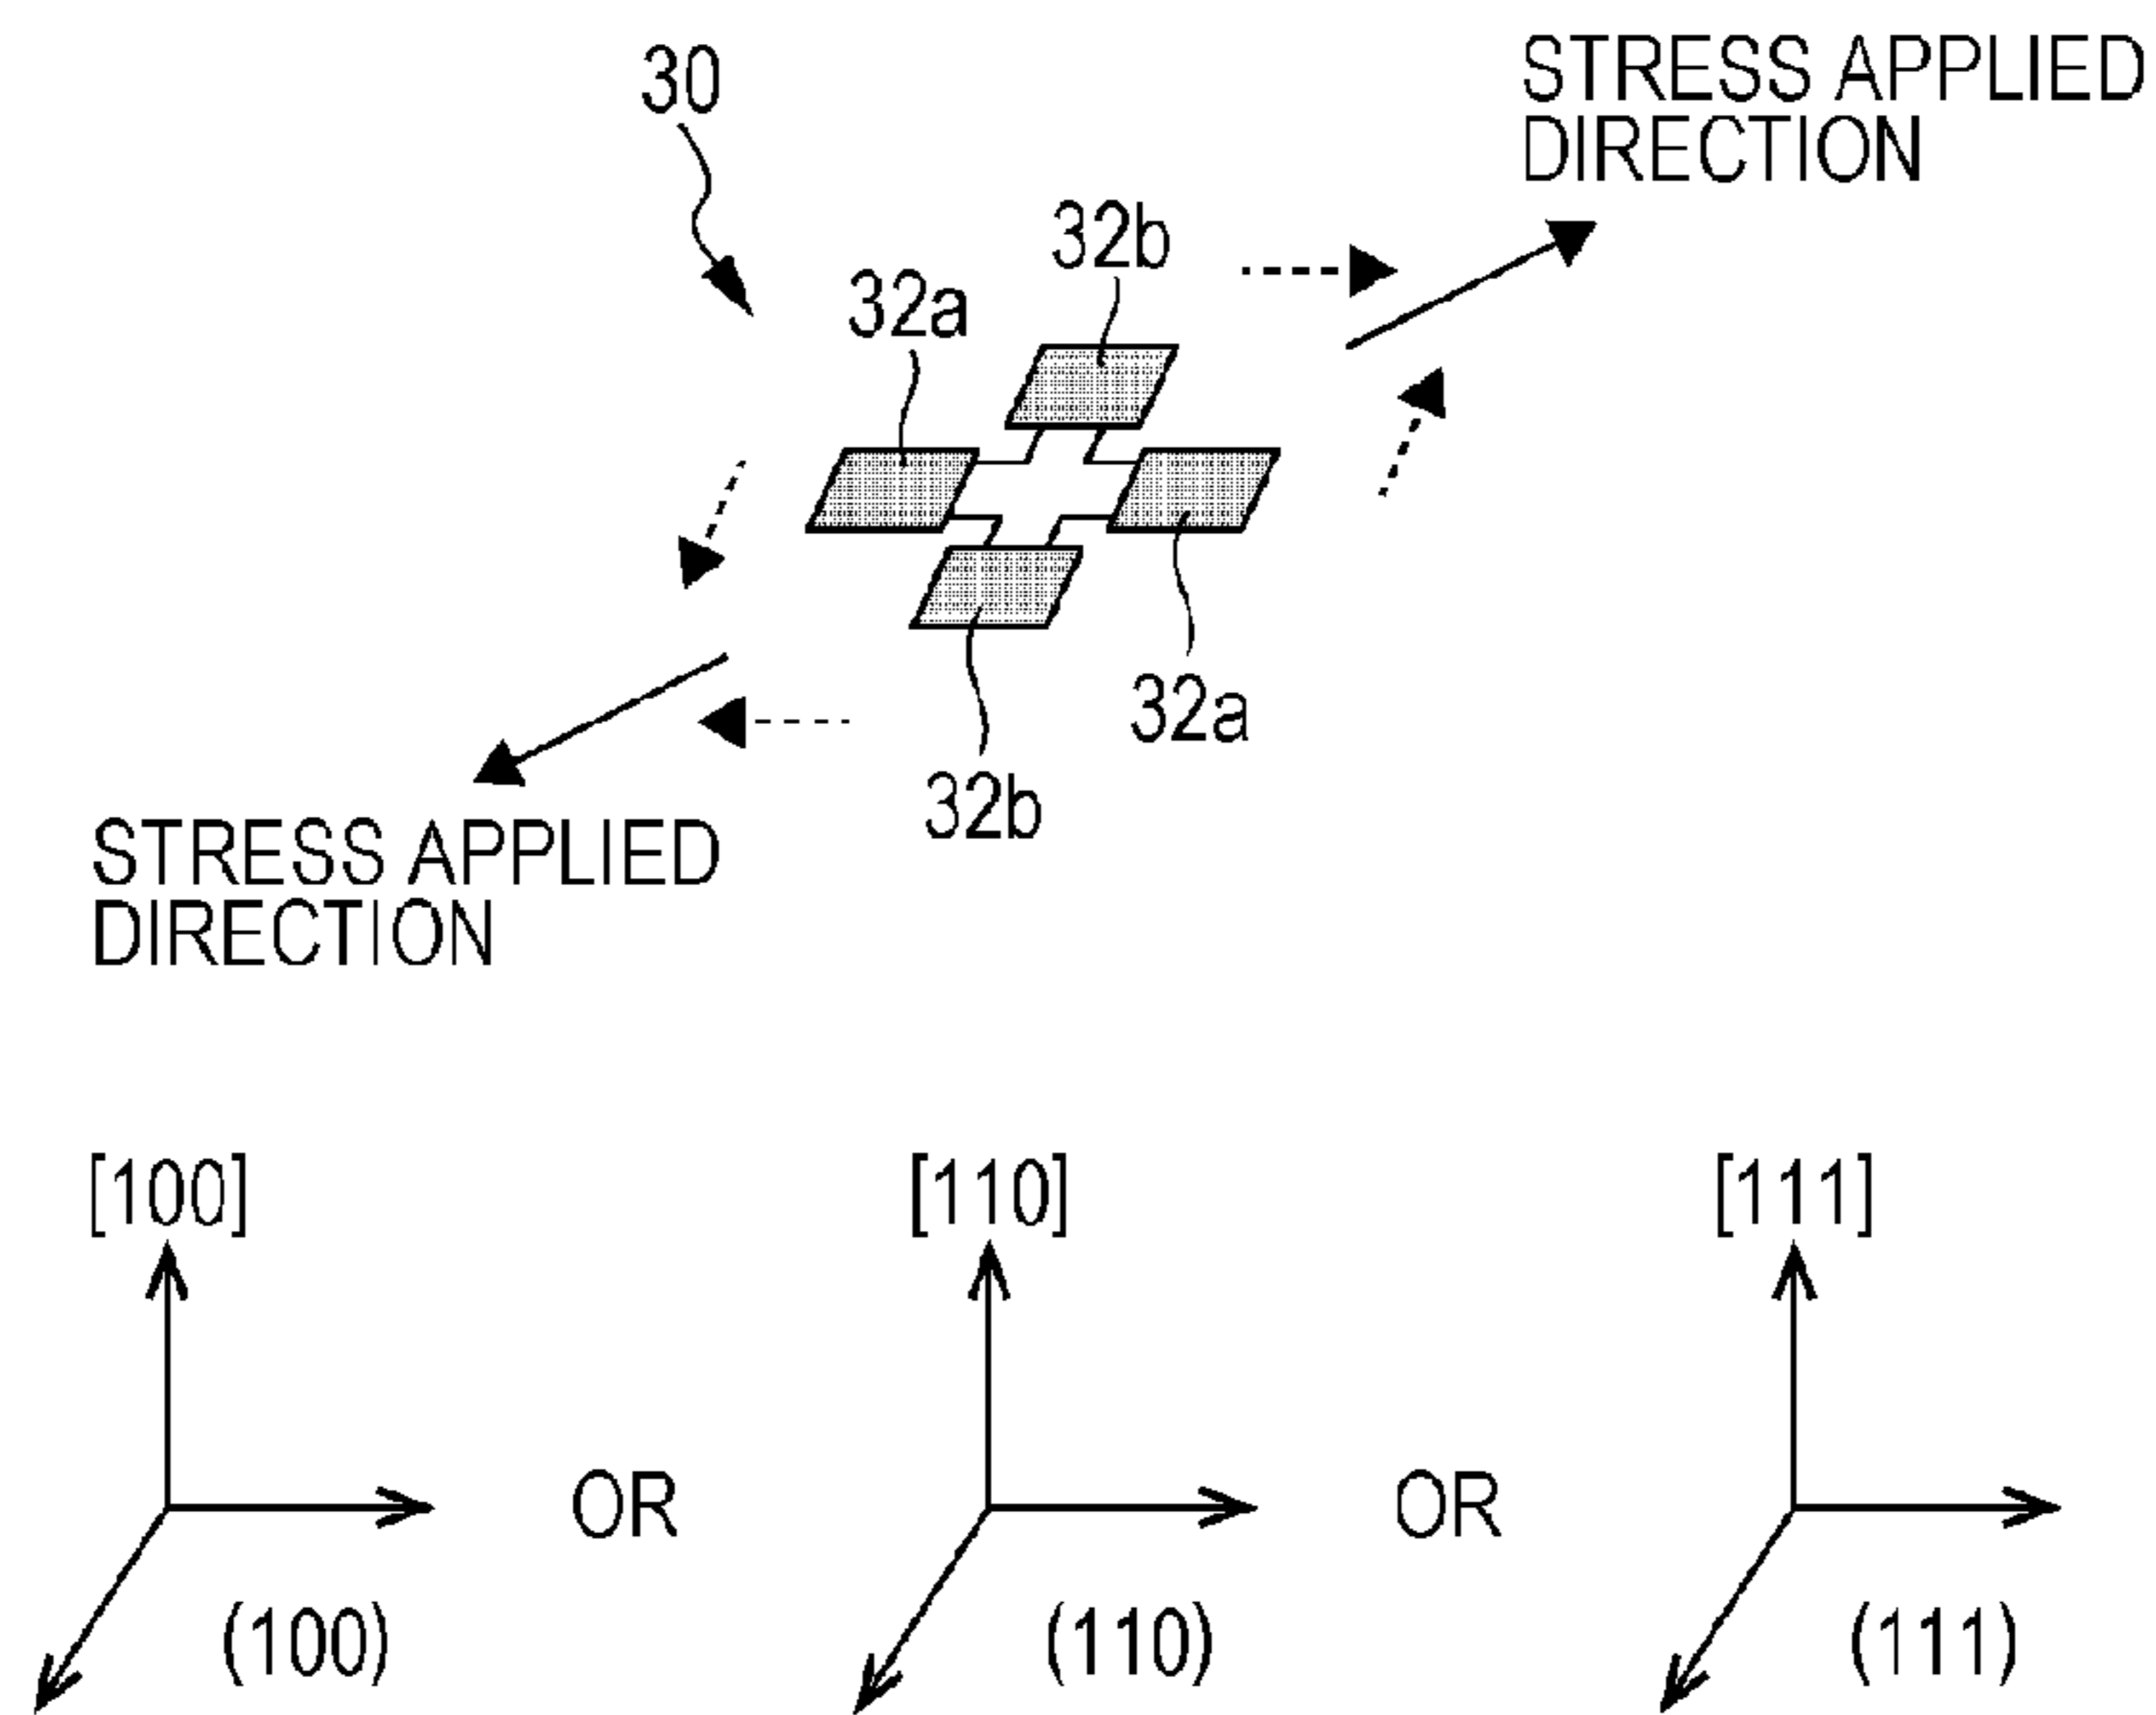 30
STRESS APPLIED
DIRECTION
32b
32a
32a
32b
STRESS APPLIED
DIRECTION
[100]
[110]
[111]
OR
OR
(100)
(110)
(111)